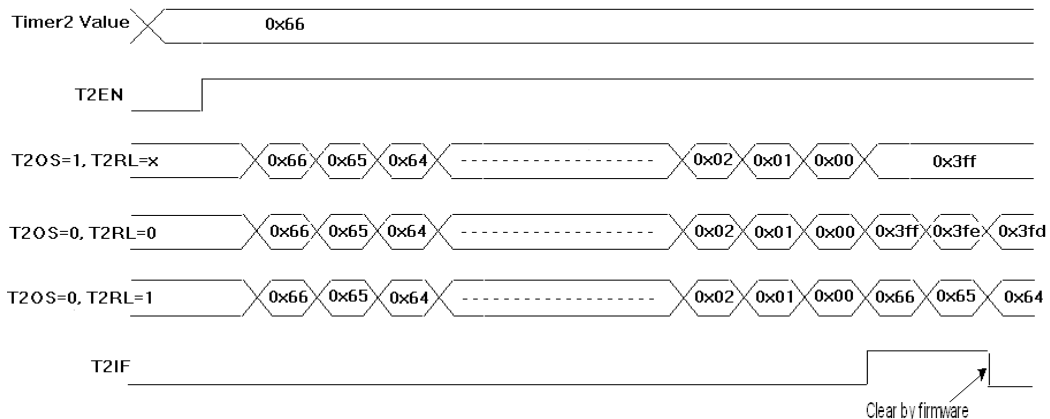 Timer2 Value 0x66
T2EN
T2OS=1, T2RL=x 0x66 0x65 0x64 0x02 0x01 0x00 0x3ff
T2OS=0, T2RL=0 0x66 0x65 0x64 0x02 0x01 0x00 0x3ff 0x3fe 0x3fd
T2OS=0, T2RL=1 0x66 0x65 0x64 0x02 0x01 0x00 0x66 0x65 0x64
T2IF
Clear by firmware